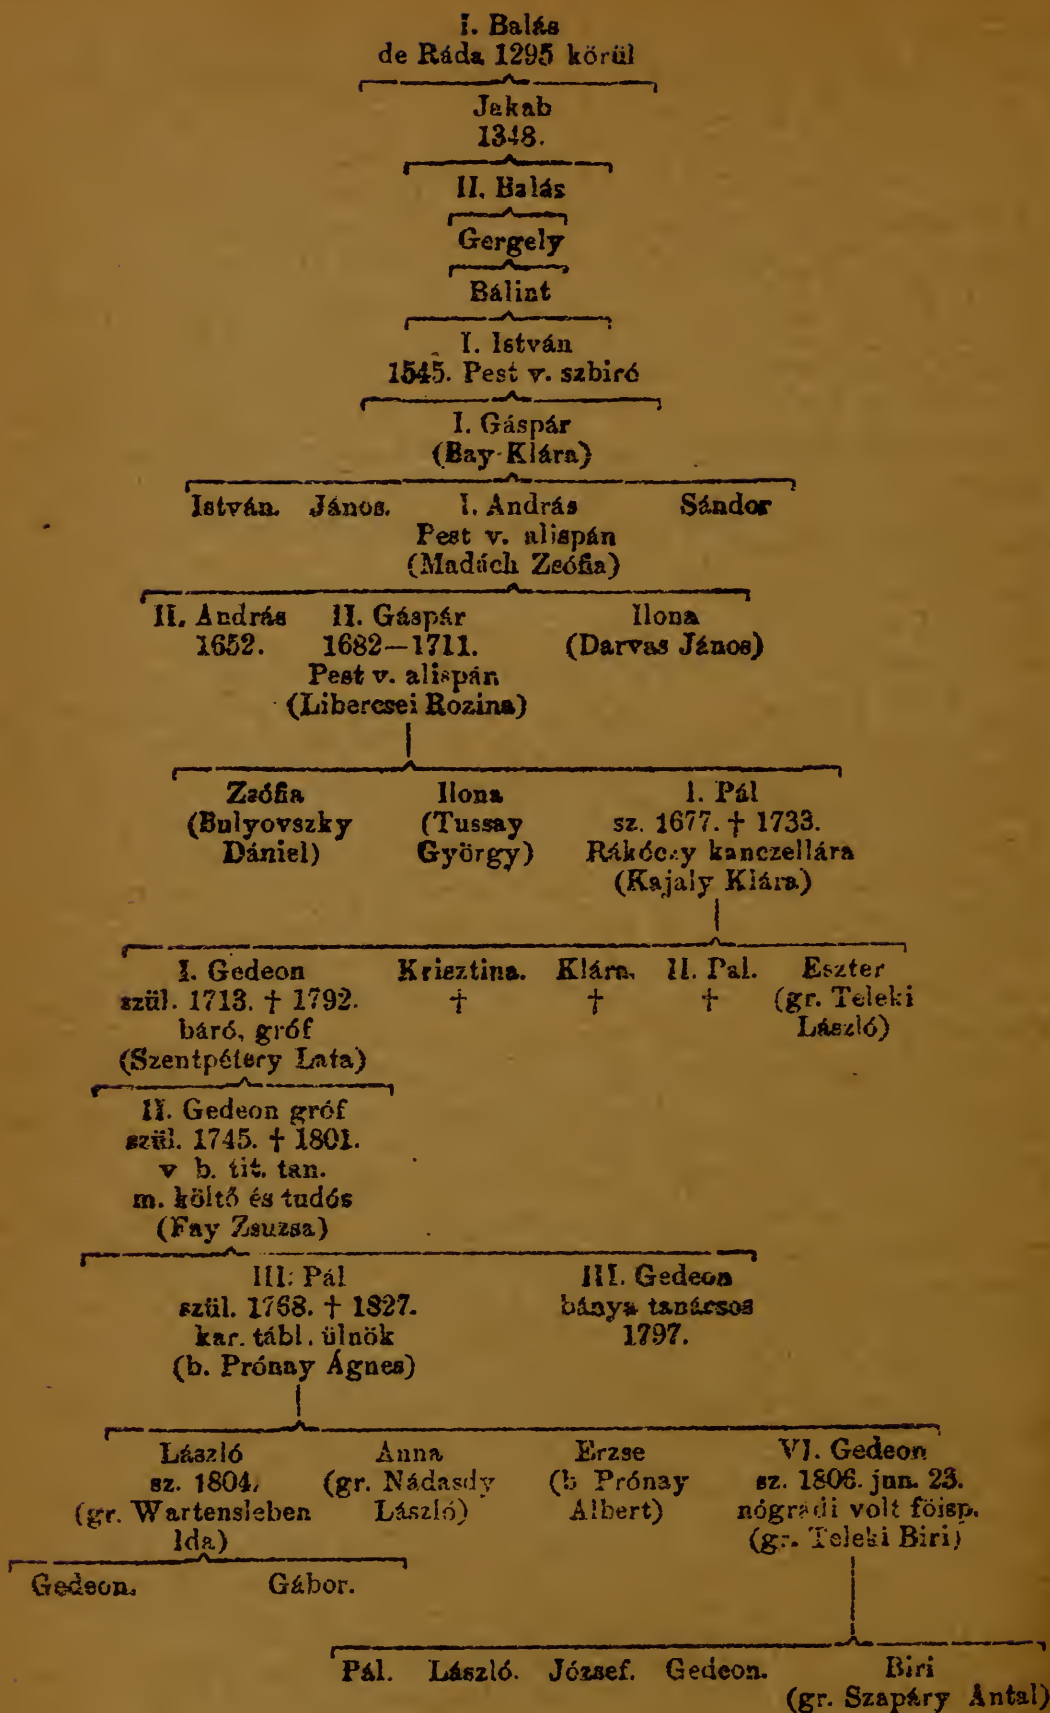 I. Balás
de Ráda 1295 körül
Jakab
1348.
II. Balás
Gergely
Bálint
I. István
1545. Pest v. szbiró
I. Gáspár
(Bay Klára)
István. János. I. András Sándor
Pest v. alispán
(Madách Zsófia)
II. András II. Gáspár Ilona
1652. 1682—1711. (Darvas János)
Pest v. alispán
(Libercsei Rozina)
Zsófia Ilona I. Pál
(Bulyovszky (Tussay sz. 1677. † 1733.
Dániel) György) Rákóczy kanczellára
(Kajaly Klára)
I. Gedeon Krisztina. Klára. II. Pal. Eszter
szül. 1713. † 1792. † † † (gr. Teleki
báró, gróf László)
(Szentpétery Lata)
II. Gedeon gróf
szül. 1745. † 1801.
v b. tit. tan.
m. költő és tudós
(Fay Zsuzsa)
III. Pál III. Gedeon
szül. 1768. † 1827. bánya tanácsos
kar. tábl. ülnök 1797.
(b. Prónay Ágnes)
László Anna Erzse VI. Gedeon
sz. 1804. (gr. Nádasdy (b Prónay sz. 1806. jun. 23.
(gr. Wartensleben László) Albert) nógrádi volt föisp.
Ida) (gr. Teleki Biri)
Gedeon. Gábor.
Pál. László. József. Gedeon. Biri
(gr. Szapáry Antal)